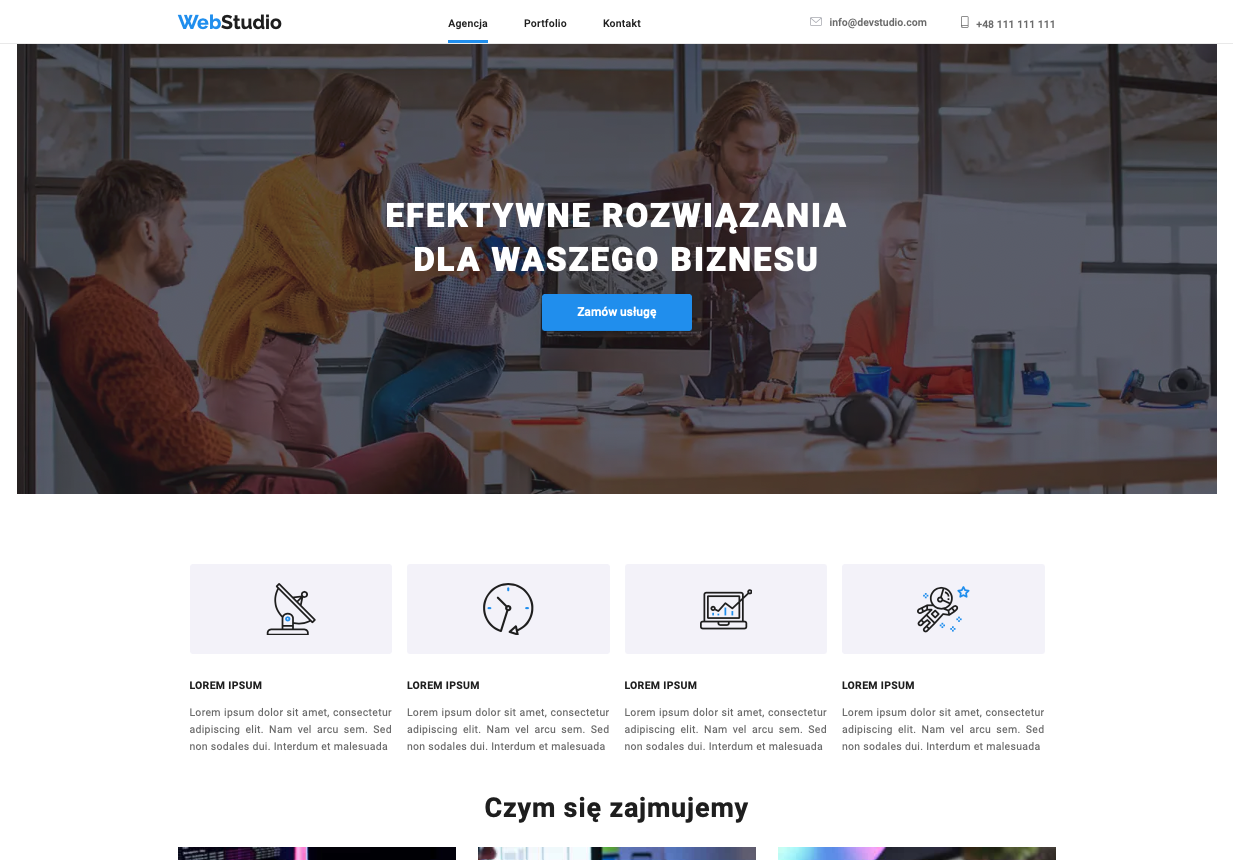 WebStudio
Agencja
Portfolio
Kontakt
info@devstudio.com
+48 111 111 111
EFEKTYWNE ROZWIĄZANIA
DLA WASZEGO BIZNESU
Zamów usługę
LOREM IPSUM
Lorem ipsum dolor sit amet, consectetur
adipiscing elit. Nam vel arcu sem. Sed
non sodales dui. Interdum et malesuada
LOREM IPSUM
Lorem ipsum dolor sit amet, consectetur
adipiscing elit. Nam vel arcu sem. Sed
non sodales dui. Interdum et malesuada
LOREM IPSUM
Lorem ipsum dolor sit amet, consectetur
adipiscing elit. Nam vel arcu sem. Sed
non sodales dui. Interdum et malesuada
LOREM IPSUM
Lorem ipsum dolor sit amet, consectetur
adipiscing elit. Nam vel arcu sem. Sed
non sodales dui. Interdum et malesuada
Czym się zajmujemy